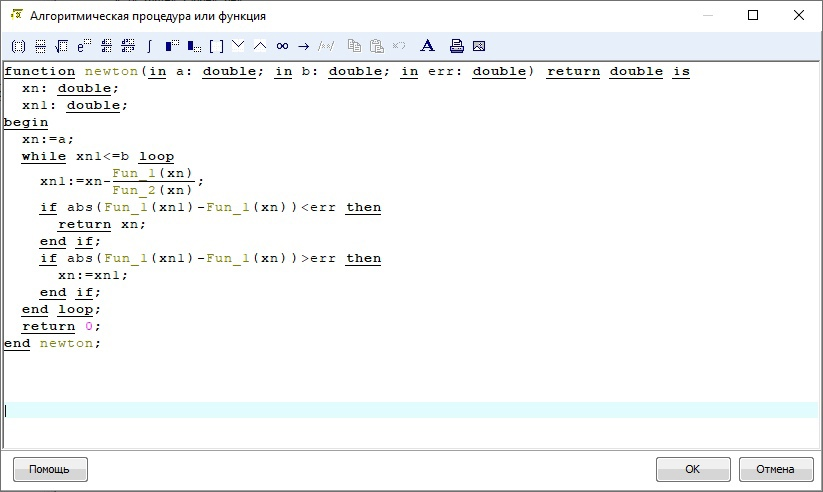 Алгоритмическая процедура или функция
function newton(in a: double; in b: double; in err: double) return double is
xn: double;
xn1: double;
begin
xn:=a;
while xn1<=b loop
xn1:=xn-Fun_1(xn)/Fun_2(xn);
if abs(Fun_1(xn1)-Fun_1(xn))<err then
return xn;
end if;
if abs(Fun_1(xn1)-Fun_1(xn))>err then
xn:=xn1;
end if;
end loop;
return 0;
end newton;
Помощь
OK
Отмена